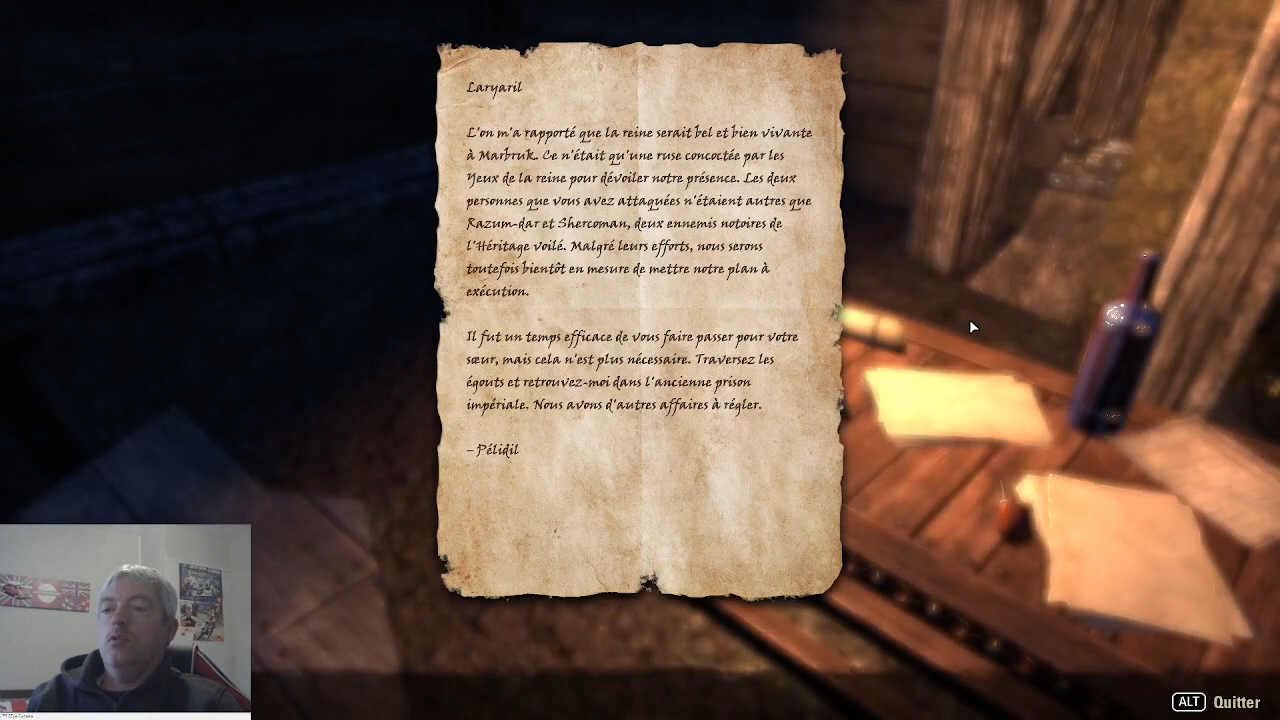 Laryaril
L'on m'a rapporté que la reine serait bel et bien vivante
à Marbruk. Ce n'était qu'une ruse concoctée par les
Yeux de la reine pour dévoiler notre présence. Les deux
personnes que vous avez attaquées n'étaient autres que
Razum-dar et Shercoman, deux ennemis notoires de
l'Héritage voilé. Malgré leurs efforts, nous serons
toutefois bientôt en mesure de mettre notre plan à
exécution.
Il fut un temps efficace de vous faire passer pour votre
sœur, mais cela n'est plus nécessaire. Traversez les
égouts et retrouvez-moi dans l'ancienne prison
impériale. Nous avons d'autres affaires à régler.
– Pélidil
ALT Quitter